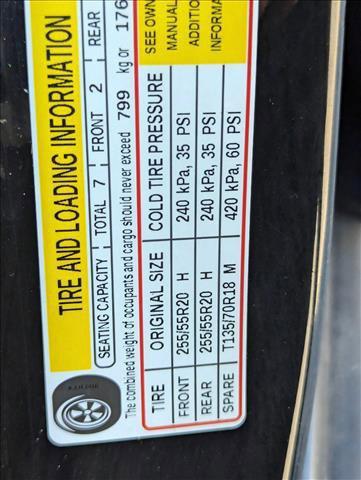 TIRE AND LOADING INFORMATION
SEATING CAPACITY TOTAL 7 FRONT 2 REAR
The combined weight of occupants and cargo should never exceed 799 kg or 176
TIRE ORIGINAL SIZE COLD TIRE PRESSURE
FRONT 255/55R20 H 240 kPa, 35 PSI
REAR 255/55R20 H 240 kPa, 35 PSI
SPARE T135/70R18 M 420 kPa, 60 PSI
SEE OWN
MANUAL
ADDITIO
INFORMA